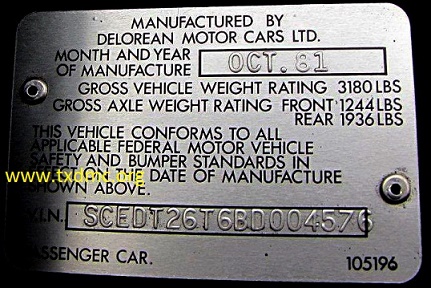 MANUFACTURED BY
DELOREAN MOTOR CARS LTD.
MONTH AND YEAR
OF MANUFACTURE OCT. 81
GROSS VEHICLE WEIGHT RATING 3180 LBS
GROSS AXLE WEIGHT RATING FRONT 1244 LBS
REAR 1936 LBS
THIS VEHICLE CONFORMS TO ALL
APPLICABLE FEDERAL MOTOR VEHICLE
SAFETY AND BUMPER STANDARDS IN
DATE OF MANUFACTURE
www.txdmc.org
SHOWN ABOVE.
V.I.N. SCEDT26T6BD004576
PASSENGER CAR. 105196